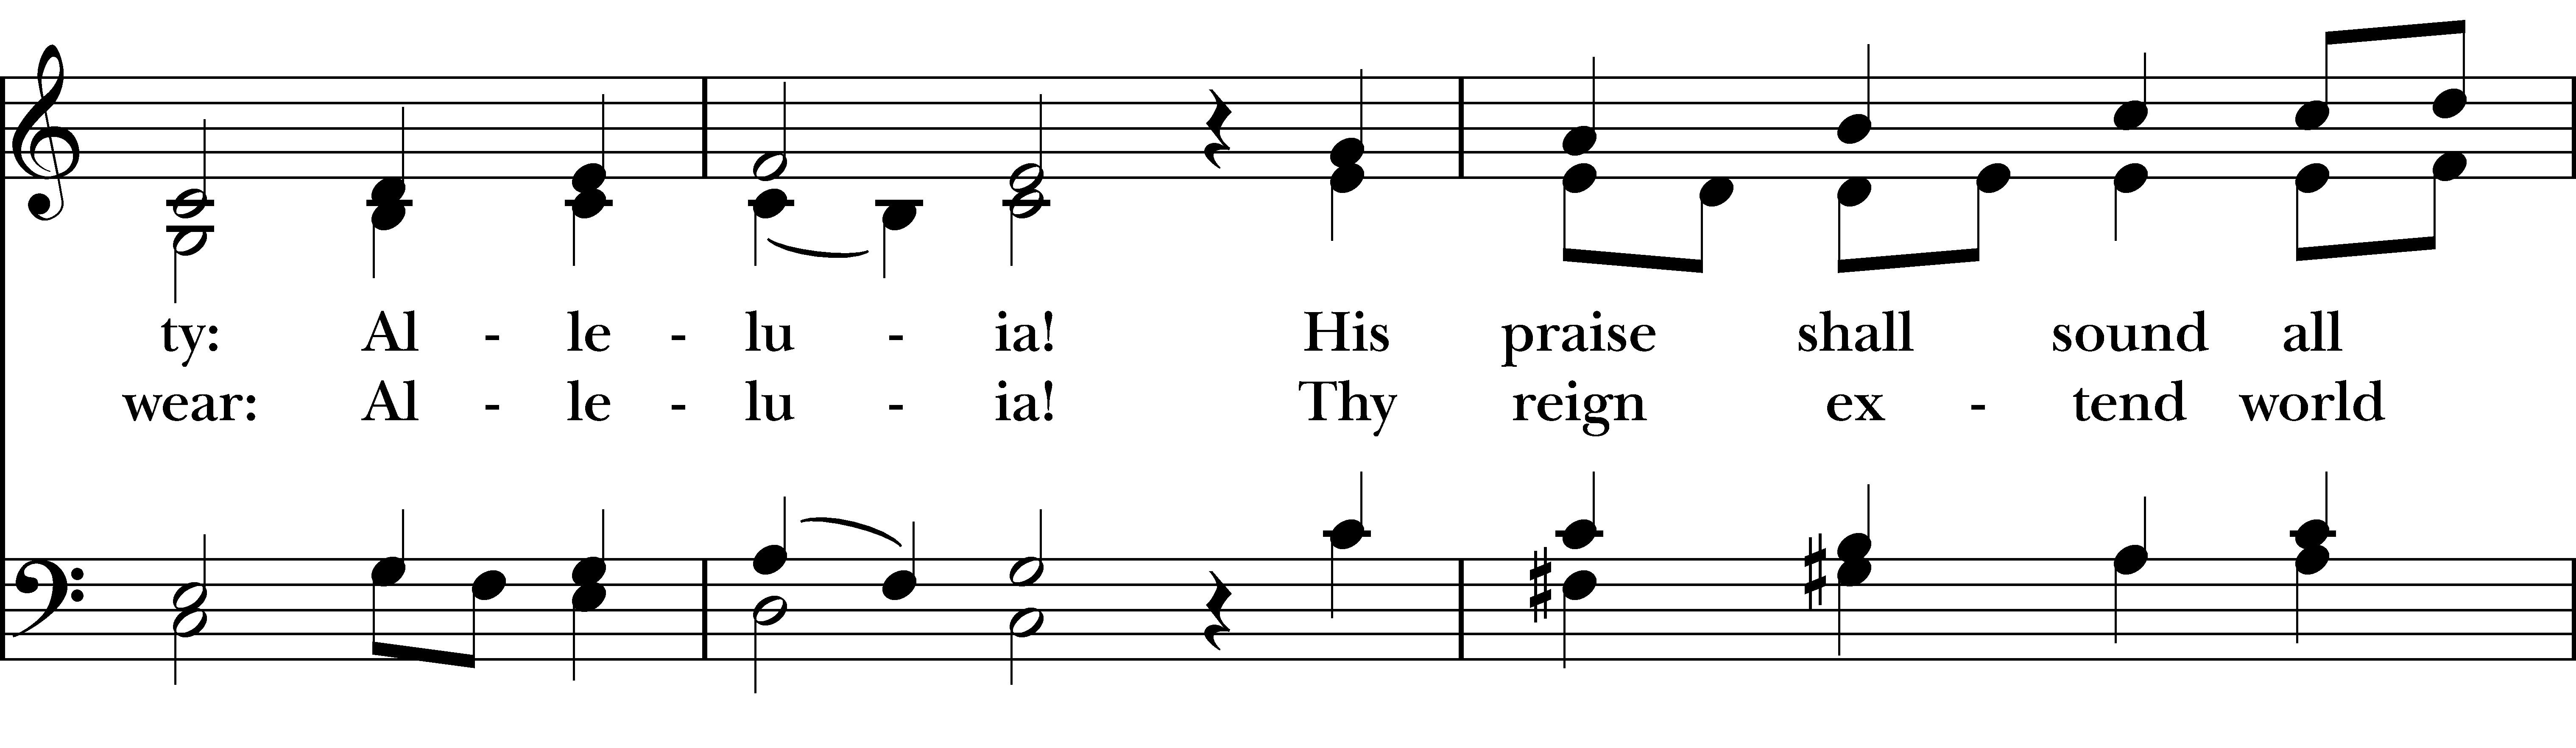 ty: Al - le - lu - ia! His praise shall sound all
wear: Al - le - lu - ia! Thy reign ex - tend world